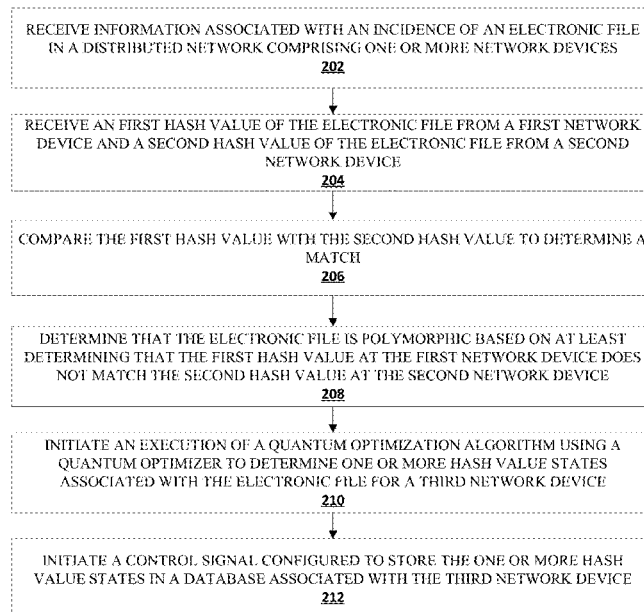 RECEIVE INFORMATION ASSOCIATED WITH AN INCIDENCE OF AN ELECTRONIC FILE
IN A DISTRIBUTED NETWORK COMPRISING ONE OR MORE NETWORK DEVICES
202
RECEIVE AN FIRST HASH VALUE OF THE ELECTRONIC FILE FROM A FIRST NETWORK
DEVICE AND A SECOND HASH VALUE OF THE ELECTRONIC FILE FROM A SECOND
NETWORK DEVICE
204
COMPARE THE FIRST HASH VALUE WITH THE SECOND HASH VALUE TO DETERMINE A
MATCH
206
DETERMINE THAT THE ELECTRONIC FILE IS POLYMORPHIC BASED ON AT LEAST
DETERMINING THAT THE FIRST HASH VALUE AT THE FIRST NETWORK DEVICE DOES
NOT MATCH THE SECOND HASH VALUE AT THE SECOND NETWORK DEVICE
208
INITIATE AN EXECUTION OF A QUANTUM OPTIMIZATION ALGORITHM USING A
QUANTUM OPTIMIZER TO DETERMINE ONE OR MORE HASH VALUE STATES
ASSOCIATED WITH THE ELECTRONIC FILE FOR A THIRD NETWORK DEVICE
210
INITIATE A CONTROL SIGNAL CONFIGURED TO STORE THE ONE OR MORE HASH
VALUE STATES IN A DATABASE ASSOCIATED WITH THE THIRD NETWORK DEVICE
212